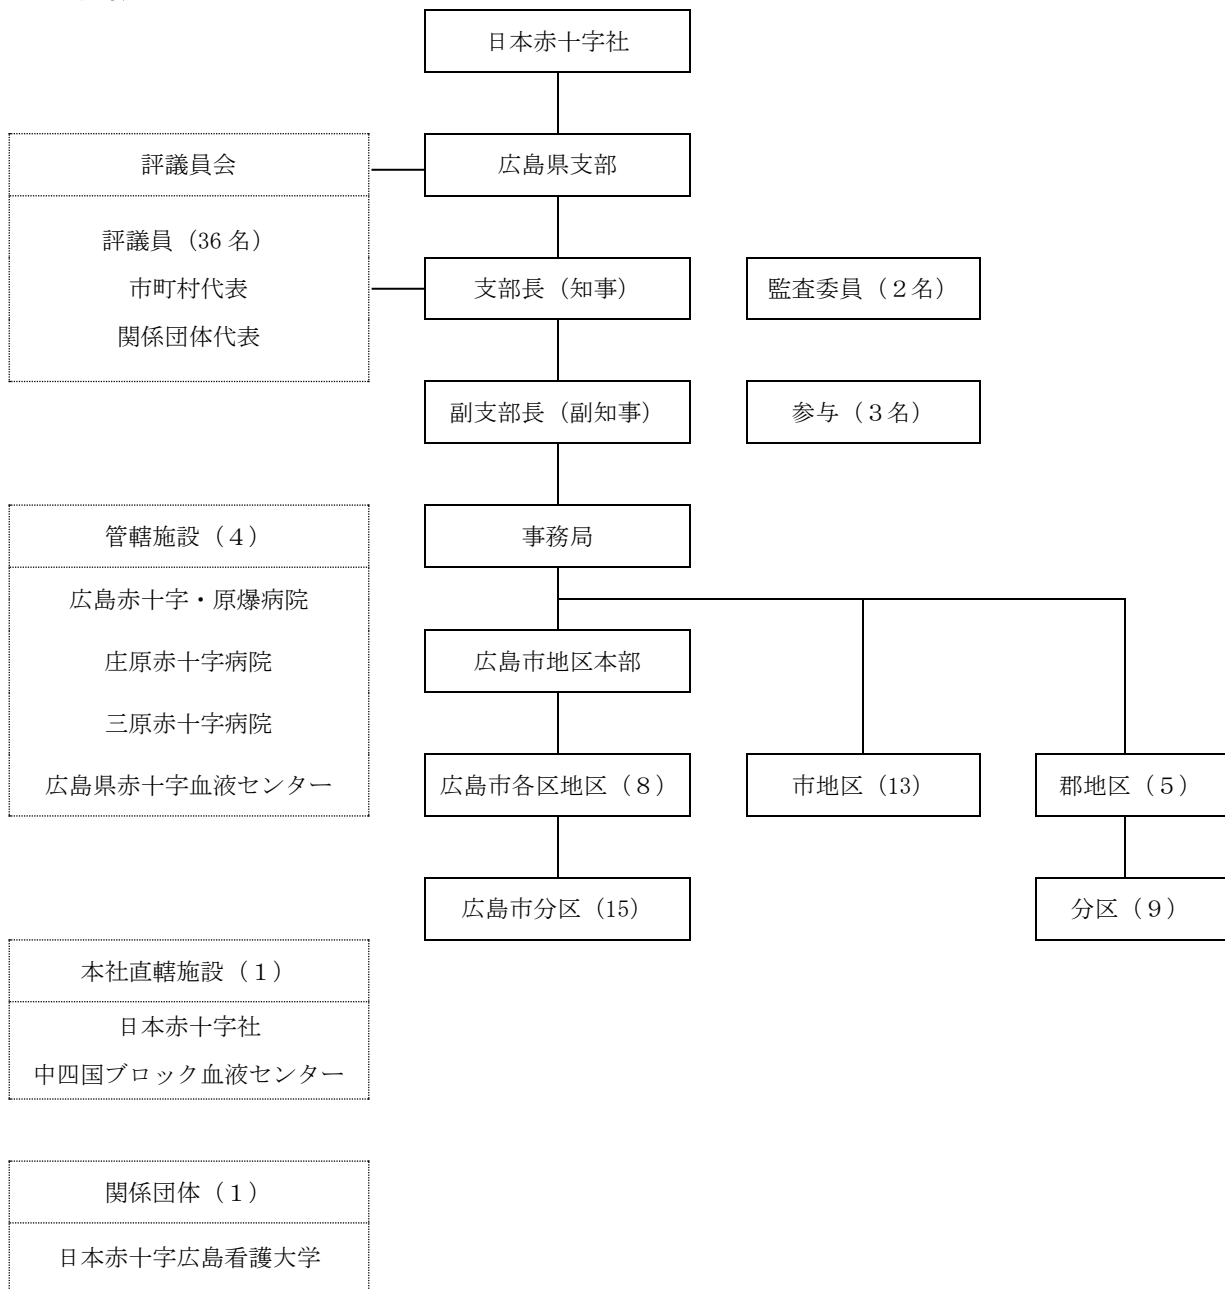 日本赤十字社
評議員会
広島県支部
評議員（36 名）
市町村代表
関係団体代表
支部長（知事）
監査委員（２名）
副支部長（副知事）
参与（３名）
管轄施設（４）
事務局
広島赤十字・原爆病院
庄原赤十字病院
三原赤十字病院
広島県赤十字血液センター
広島市地区本部
広島市各区地区（８）
市地区（13）
郡地区（５）
広島市分区（15）
分区（９）
本社直轄施設（１）
日本赤十字社
中四国ブロック血液センター
関係団体（１）
日本赤十字広島看護大学